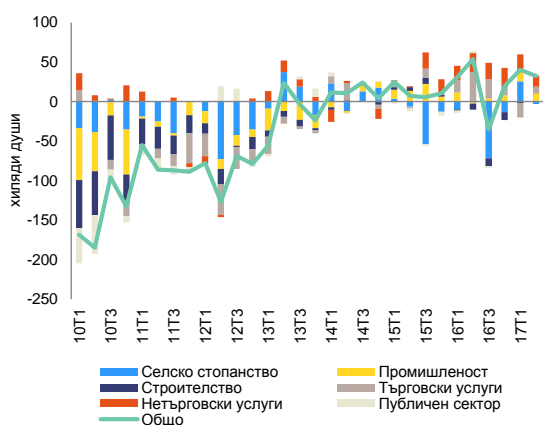 хиляди души
100
50
0
-50
-100
-150
-200
-250
10Т1
10Т3
11Т1
11Т3
12Т1
12Т3
13Т1
13Т3
14Т1
14Т3
15Т1
15Т3
16Т1
16Т3
17Т1
Селско стопанство
Промишленост
Строителство
Търговски услуги
Нетърговски услуги
Публичен сектор
Общо